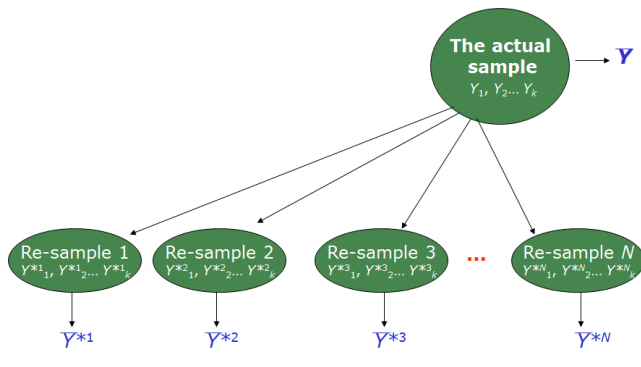 The actual
sample
Y₁, Y₂... Yₖ
Y̅
Re-sample 1
Y*¹₁, Y*¹₂... Y*¹ₖ
Re-sample 2
Y*²₁, Y*²₂... Y*²ₖ
Re-sample 3
Y*³₁, Y*³₂... Y*³ₖ
...
Re-sample N
Y*ᴺ₁, Y*ᴺ₂... Y*ᴺₖ
Y̅*¹
Y̅*²
Y̅*³
Y̅*ᴺ